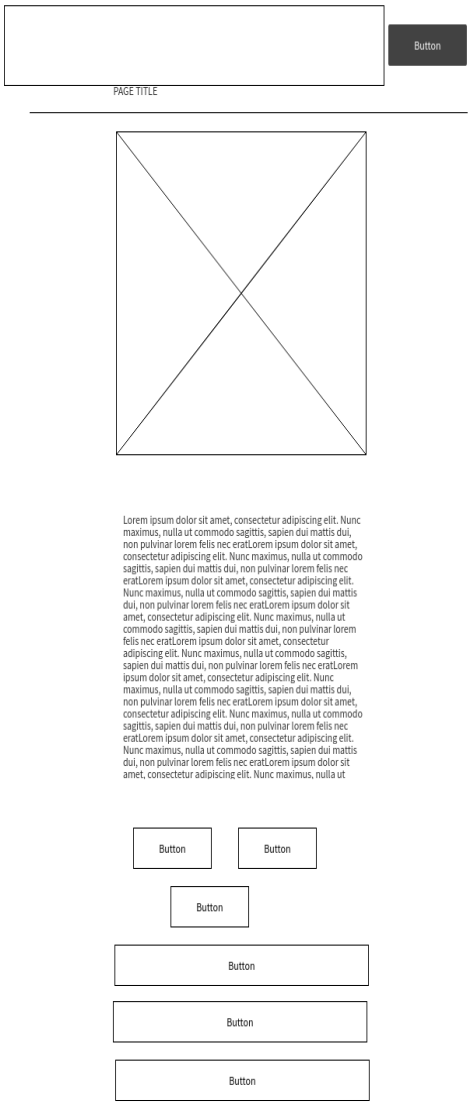 Button
PAGE TITLE
Lorem ipsum dolor sit amet, consectetur adipiscing elit. Nunc
maximus, nulla ut commodo sagittis, sapien dui mattis dui,
non pulvinar lorem felis nec eratLorem ipsum dolor sit amet,
consectetur adipiscing elit. Nunc maximus, nulla ut commodo
sagittis, sapien dui mattis dui, non pulvinar lorem felis nec
eratLorem ipsum dolor sit amet, consectetur adipiscing elit.
Nunc maximus, nulla ut commodo sagittis, sapien dui mattis
dui, non pulvinar lorem felis nec eratLorem ipsum dolor sit
amet, consectetur adipiscing elit. Nunc maximus, nulla ut
commodo sagittis, sapien dui mattis dui, non pulvinar lorem
felis nec eratLorem ipsum dolor sit amet, consectetur
adipiscing elit. Nunc maximus, nulla ut commodo sagittis,
sapien dui mattis dui, non pulvinar lorem felis nec eratLorem
ipsum dolor sit amet, consectetur adipiscing elit. Nunc
maximus, nulla ut commodo sagittis, sapien dui mattis dui,
non pulvinar lorem felis nec eratLorem ipsum dolor sit amet,
consectetur adipiscing elit. Nunc maximus, nulla ut commodo
sagittis, sapien dui mattis dui, non pulvinar lorem felis nec
eratLorem ipsum dolor sit amet, consectetur adipiscing elit.
Nunc maximus, nulla ut commodo sagittis, sapien dui mattis
dui, non pulvinar lorem felis nec eratLorem ipsum dolor sit
amet, consectetur adipiscing elit. Nunc maximus, nulla ut
Button
Button
Button
Button
Button
Button